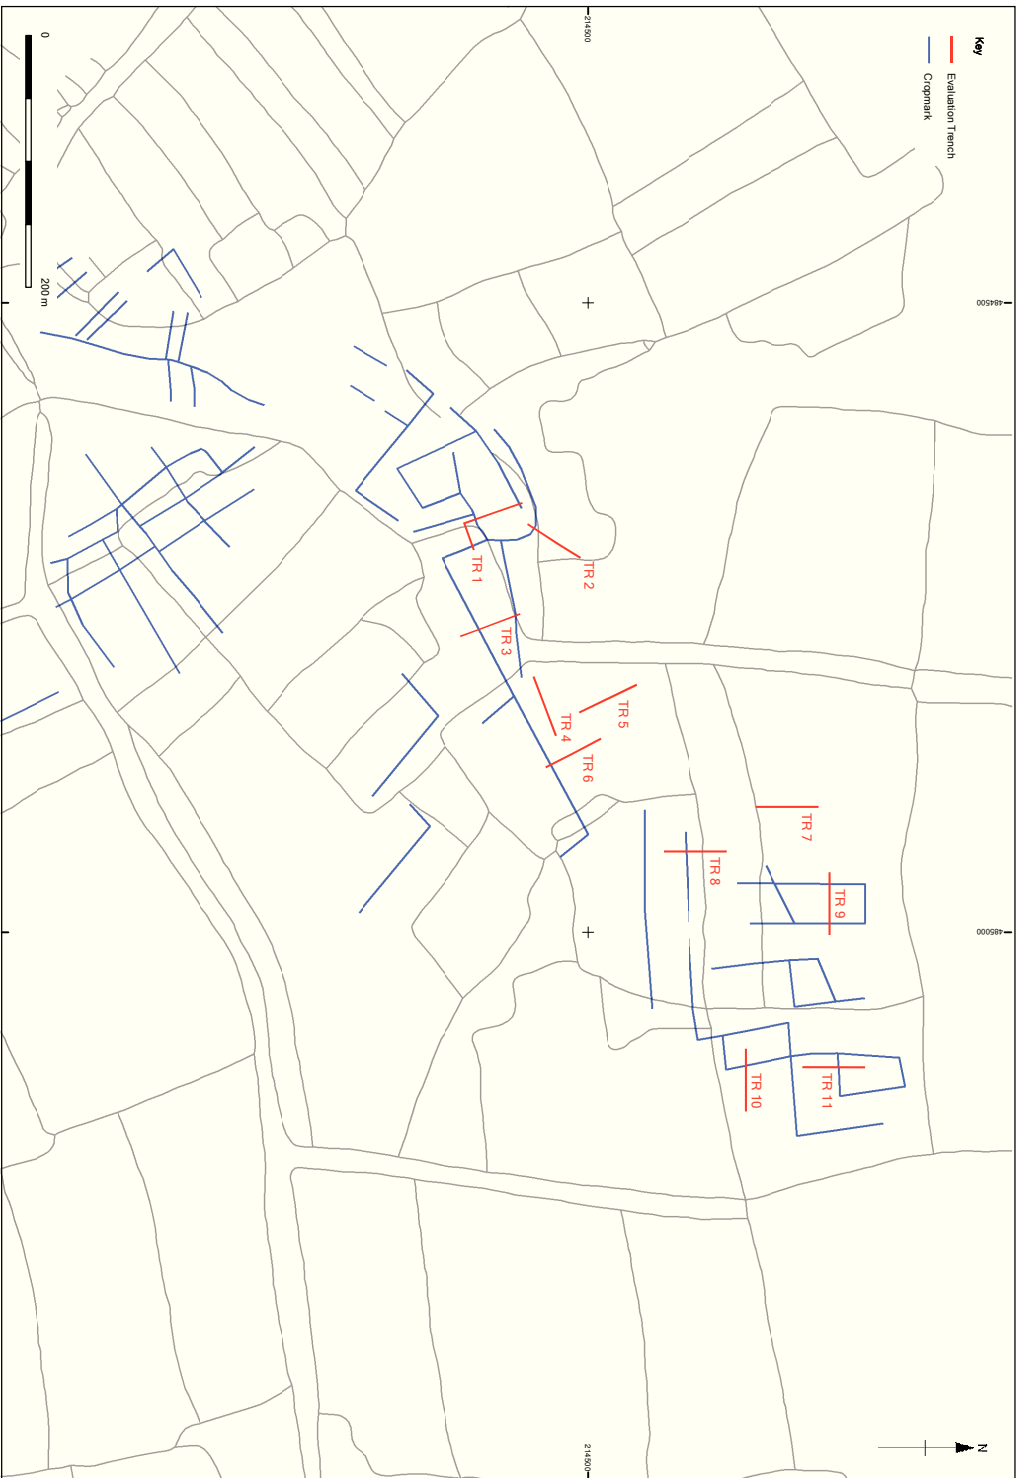 Key
Evaluation Trench
Cropmark
0
200 m
214500
484500
485000
214500
TR 1
TR 2
TR 3
TR 4
TR 5
TR 6
TR 7
TR 8
TR 9
TR 10
TR 11
N